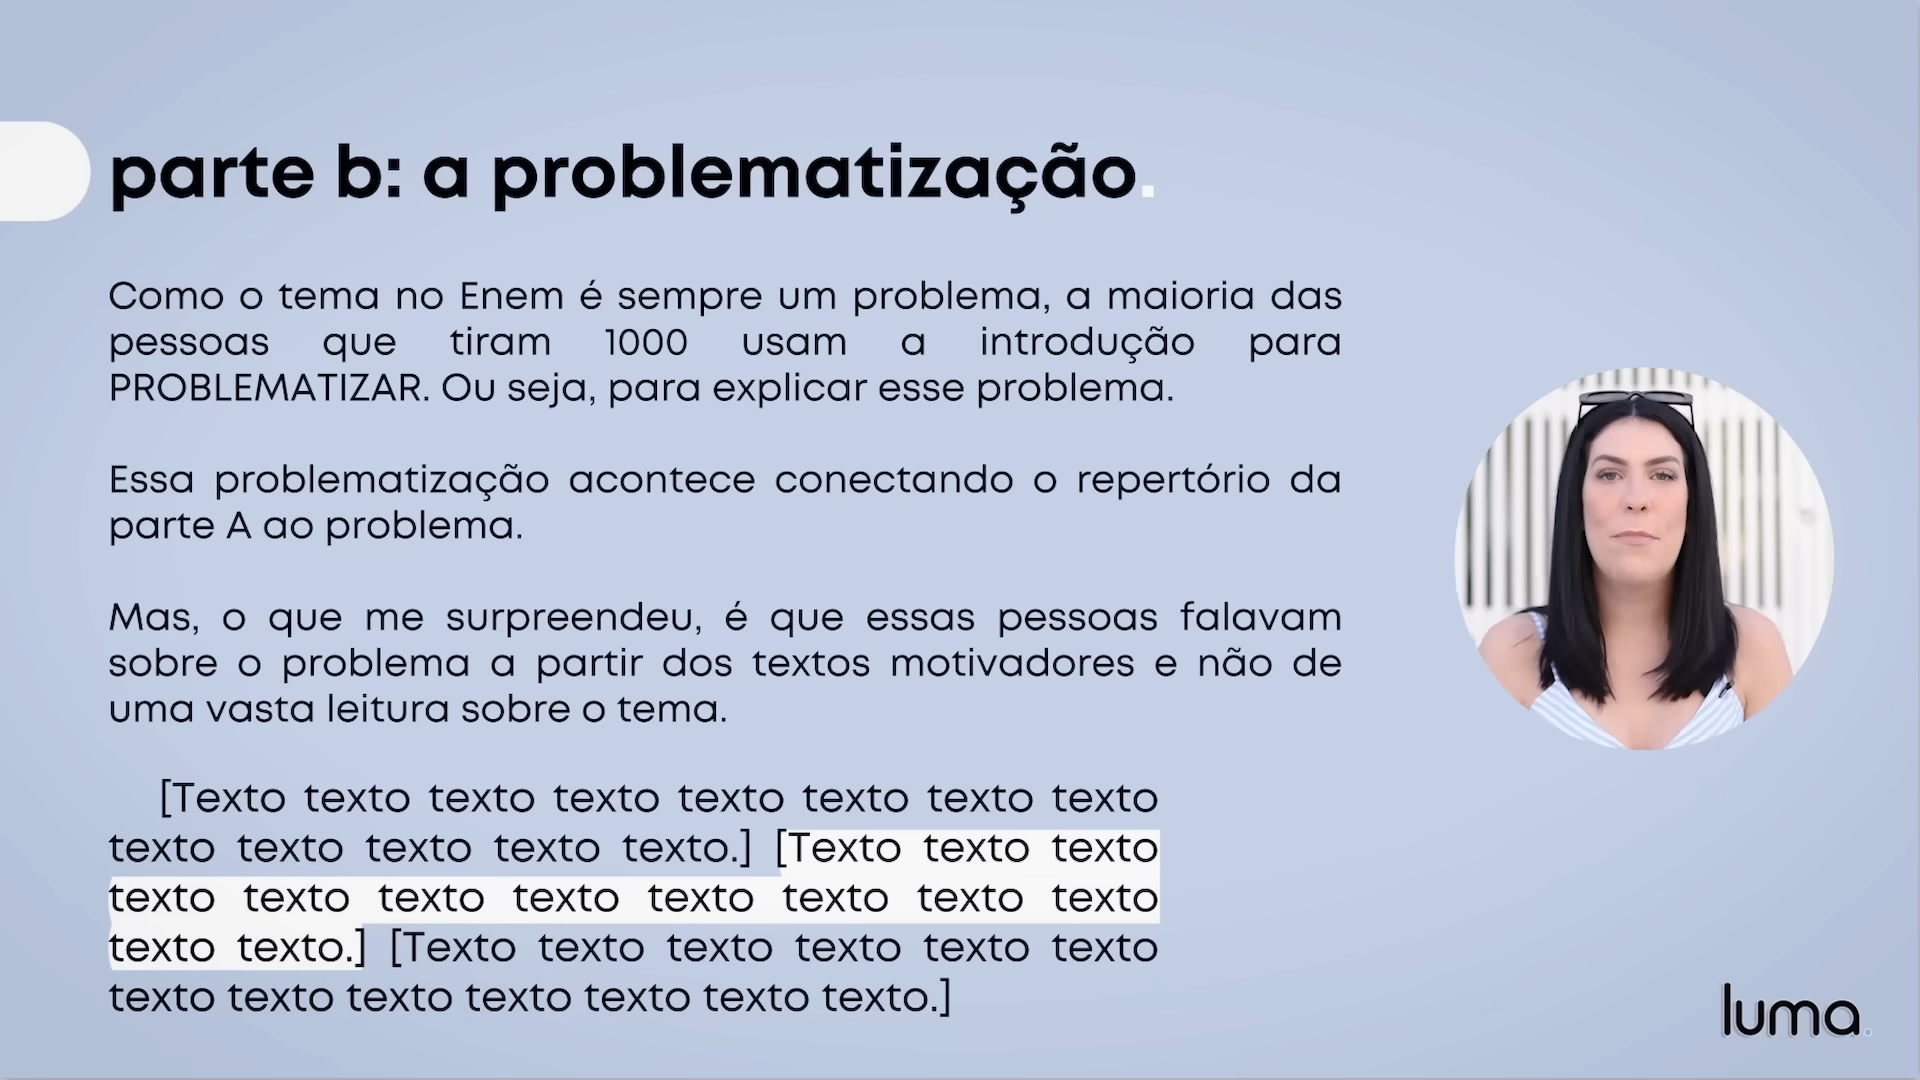 parte b: a problematização.
Como o tema no Enem é sempre um problema, a maioria das
pessoas que tiram 1000 usam a introdução para
PROBLEMATIZAR. Ou seja, para explicar esse problema.
Essa problematização acontece conectando o repertório da
parte A ao problema.
Mas, o que me surpreendeu, é que essas pessoas falavam
sobre o problema a partir dos textos motivadores e não de
uma vasta leitura sobre o tema.
[Texto texto texto texto texto texto texto texto
texto texto texto texto texto.] [Texto texto texto
texto texto texto texto texto texto texto texto
texto texto.] [Texto texto texto texto texto texto
texto texto texto texto texto texto texto.]
luma.